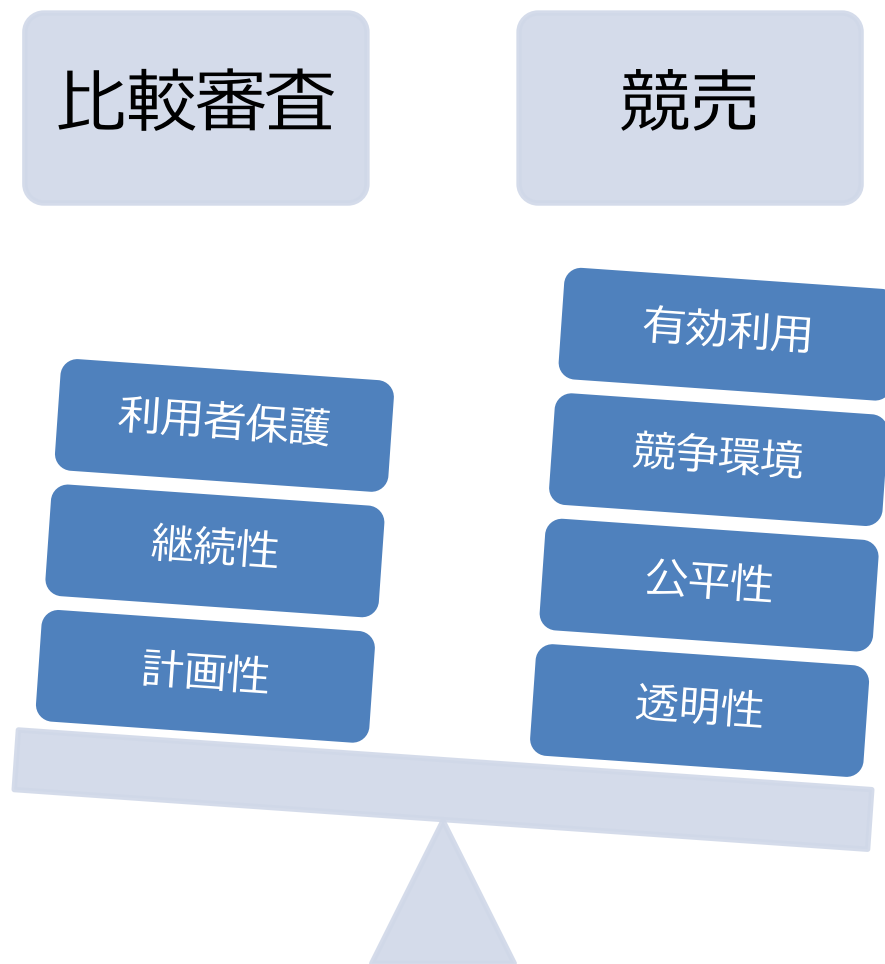 比較審査
競売
利用者保護
継続性
計画性
有効利用
競争環境
公平性
透明性